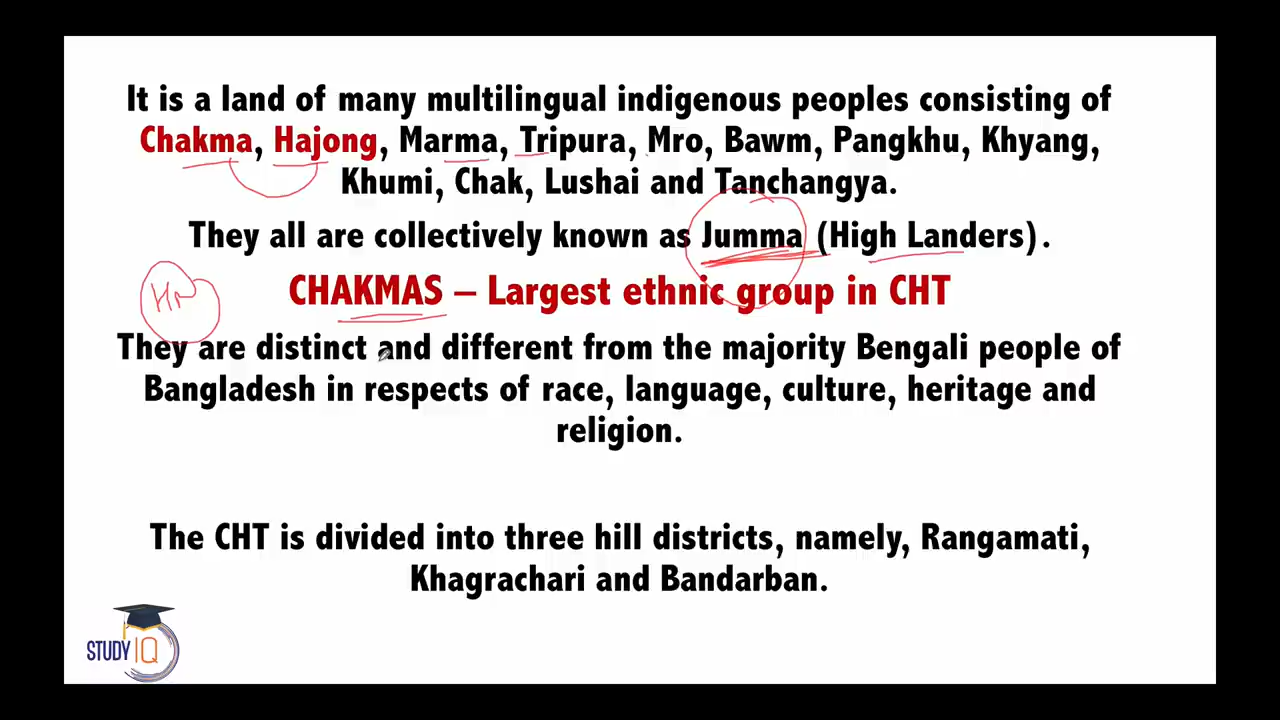 It is a land of many multilingual indigenous peoples consisting of
Chakma, Hajong, Marma, Tripura, Mro, Bawm, Pangkhu, Khyang,
Khumi, Chak, Lushai and Tanchangya.
They all are collectively known as Jumma (High Landers).
CHAKMAS – Largest ethnic group in CHT
They are distinct and different from the majority Bengali people of
Bangladesh in respects of race, language, culture, heritage and
religion.
The CHT is divided into three hill districts, namely, Rangamati,
Khagrachari and Bandarban.
STUDY IQ